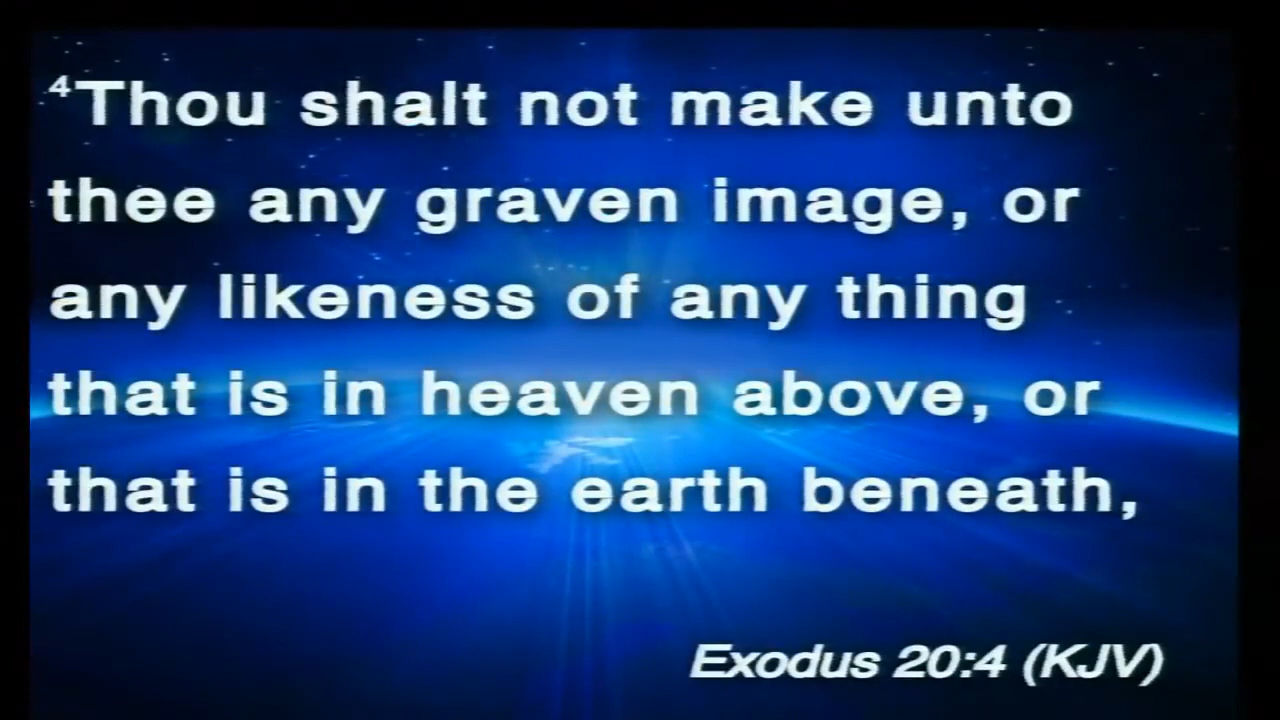 ⁴Thou shalt not make unto
thee any graven image, or
any likeness of any thing
that is in heaven above, or
that is in the earth beneath,
Exodus 20:4 (KJV)